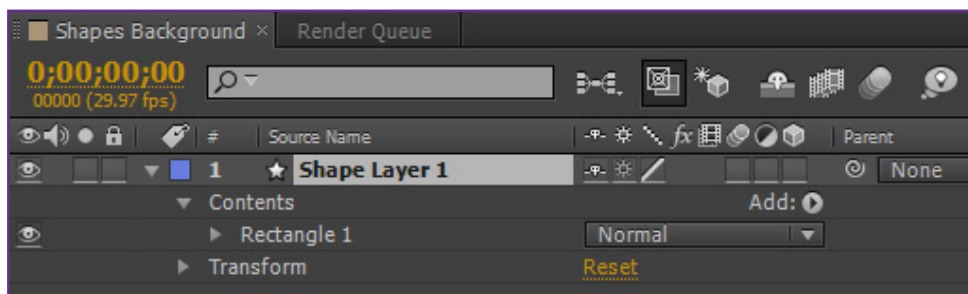 Shapes Background × Render Queue
0;00;00;00
00000 (29.97 fps)
# Source Name fx Parent
1 Shape Layer 1 None
Contents Add:
Rectangle 1 Normal
Transform Reset